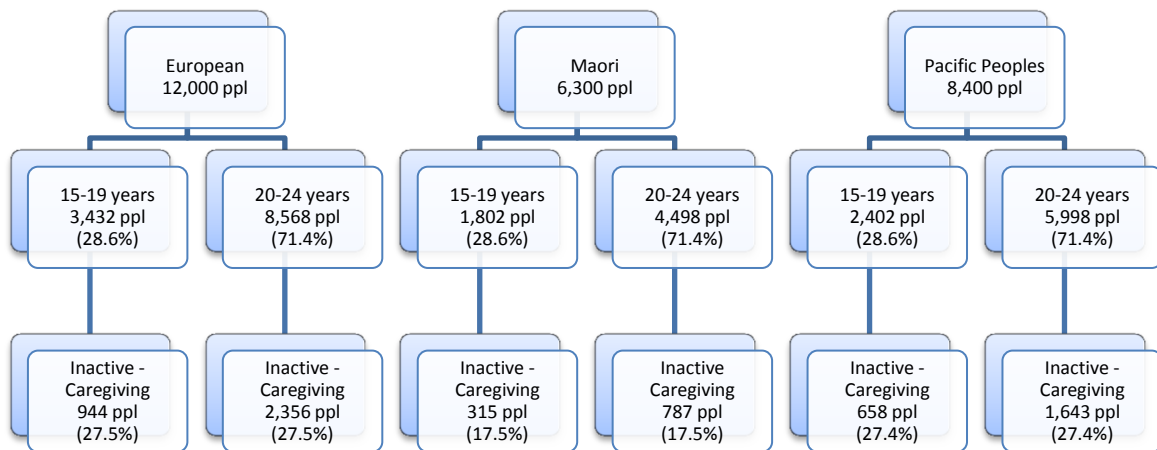 European
12,000 ppl
Maori
6,300 ppl
Pacific Peoples
8,400 ppl
15-19 years
3,432 ppl
(28.6%)
20-24 years
8,568 ppl
(71.4%)
15-19 years
1,802 ppl
(28.6%)
20-24 years
4,498 ppl
(71.4%)
15-19 years
2,402 ppl
(28.6%)
20-24 years
5,998 ppl
(71.4%)
Inactive -
Caregiving
944 ppl
(27.5%)
Inactive -
Caregiving
2,356 ppl
(27.5%)
Inactive -
Caregiving
315 ppl
(17.5%)
Inactive
Caregiving
787 ppl
(17.5%)
Inactive -
Caregiving
658 ppl
(27.4%)
Inactive -
Caregiving
1,643 ppl
(27.4%)